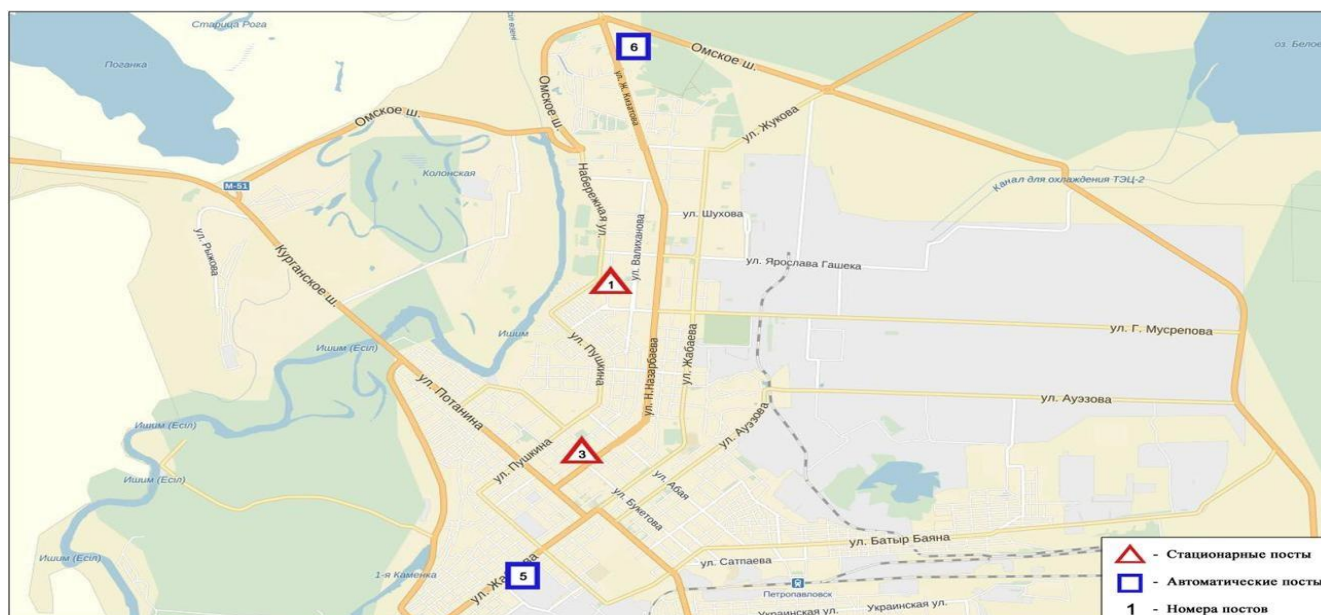 Старица Рога
Поганка
6
Омское ш.
оз. Белое
ул. Ж. Кизатова
Омское ш.
Омское ш.
ул. Жукова
Колонская
Канал для охлаждения ТЭЦ-2
М-51
Набережная ул.
ул. Шухова
ул. Рыжкова
ул. Валиханова
Курганское ш.
ул. Ярослава Гашека
1
Ишим
ул. Г. Мусрепова
Ишим (Есіл)
ул. Пушкина
ул. Жабаева
ул. Н.Назарбаева
ул. Потанина
ул. Ауэзова
Ишим (Есіл)
ул. Ауэзова
3
ул. Пушкина
Ишим (Есіл)
ул. Абая
ул. Букетова
ул. Батыр Баяна
Ишим (Есіл)
ул. Сатпаева
1-я Каменка
5
Петропавловск
Украинская ул.
Украинская ул.
- Стационарные посты
- Автоматические посты
1 - Номера постов